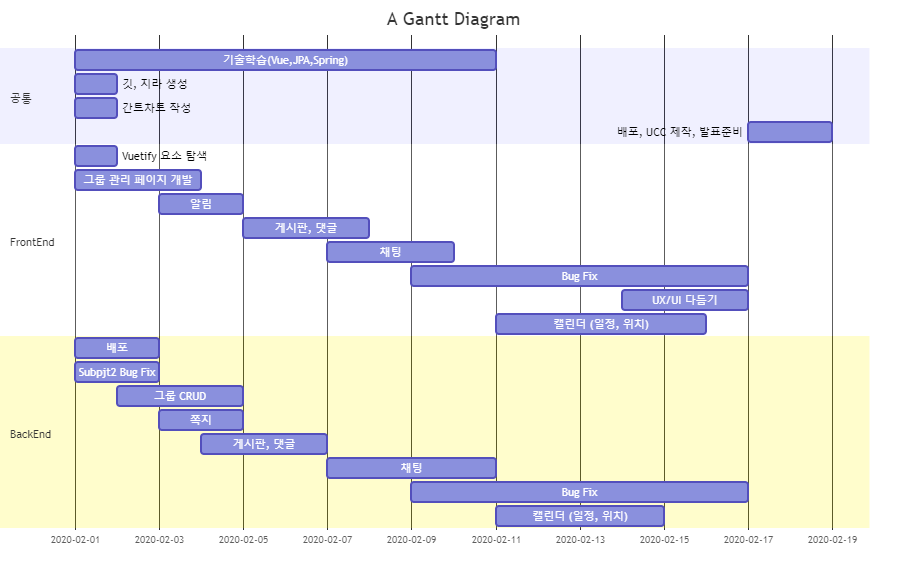 A Gantt Diagram
공통
기술학습(Vue,JPA,Spring)
깃, 지라 생성
간트차트 작성
배포, UCC 제작, 발표준비
FrontEnd
Vuetify 요소 탐색
그룹 관리 페이지 개발
알림
게시판, 댓글
채팅
Bug Fix
UX/UI 다듬기
캘린더 (일정, 위치)
BackEnd
배포
Subpjt2 Bug Fix
그룹 CRUD
쪽지
게시판, 댓글
채팅
Bug Fix
캘린더 (일정, 위치)
2020-02-01 2020-02-03 2020-02-05 2020-02-07 2020-02-09 2020-02-11 2020-02-13 2020-02-15 2020-02-17 2020-02-19